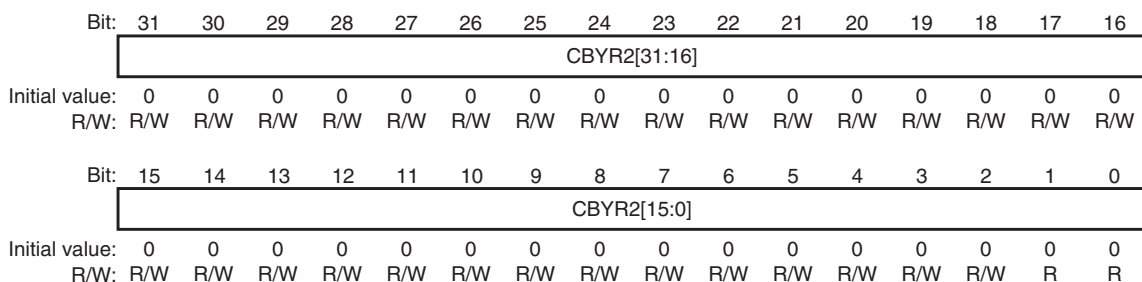 Bit: 31 30 29 28 27 26 25 24 23 22 21 20 19 18 17 16
CBYR2[31:16]
Initial value: 0 0 0 0 0 0 0 0 0 0 0 0 0 0 0 0
R/W: R/W R/W R/W R/W R/W R/W R/W R/W R/W R/W R/W R/W R/W R/W R/W R/W
Bit: 15 14 13 12 11 10 9 8 7 6 5 4 3 2 1 0
CBYR2[15:0]
Initial value: 0 0 0 0 0 0 0 0 0 0 0 0 0 0 0 0
R/W: R/W R/W R/W R/W R/W R/W R/W R/W R/W R/W R/W R/W R/W R/W R R